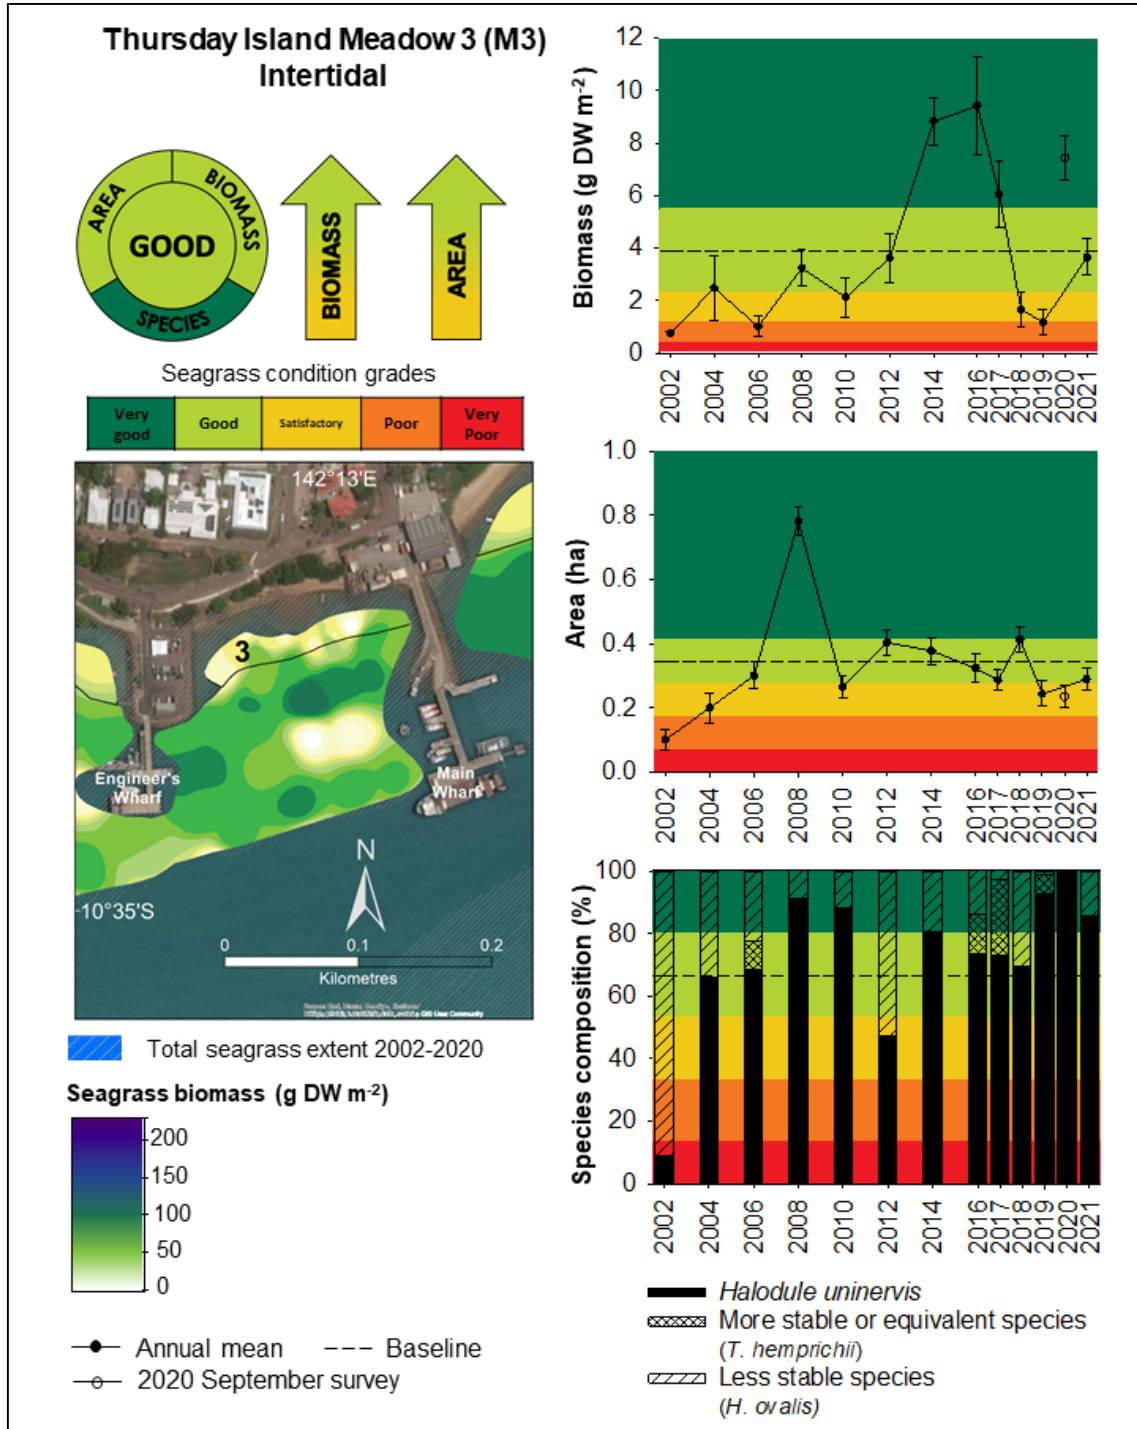 Thursday Island Meadow 3 (M3)
Intertidal
AREA
BIOMASS
GOOD
SPECIES
BIOMASS
AREA
Seagrass condition grades
Very good
Good
Satisfactory
Poor
Very Poor
142°13'E
3
Engineer's
Wharf
Main
Wharf
N
-10°35'S
0 0.1 0.2
Kilometres
Total seagrass extent 2002-2020
Seagrass biomass (g DW m-2)
200
150
100
50
0
Annual mean
Baseline
2020 September survey
Biomass (g DW m-2)
12
10
8
6
4
2
0
2002 2004 2006 2008 2010 2012 2014 2016 2017 2018 2019 2020 2021
Area (ha)
1.0
0.8
0.6
0.4
0.2
0.0
2002 2004 2006 2008 2010 2012 2014 2016 2017 2018 2019 2020 2021
Species composition (%)
100
80
60
40
20
0
2002 2004 2006 2008 2010 2012 2014 2016 2017 2018 2019 2020 2021
Halodule uninervis
More stable or equivalent species
(T. hemprichii)
Less stable species
(H. ovalis)